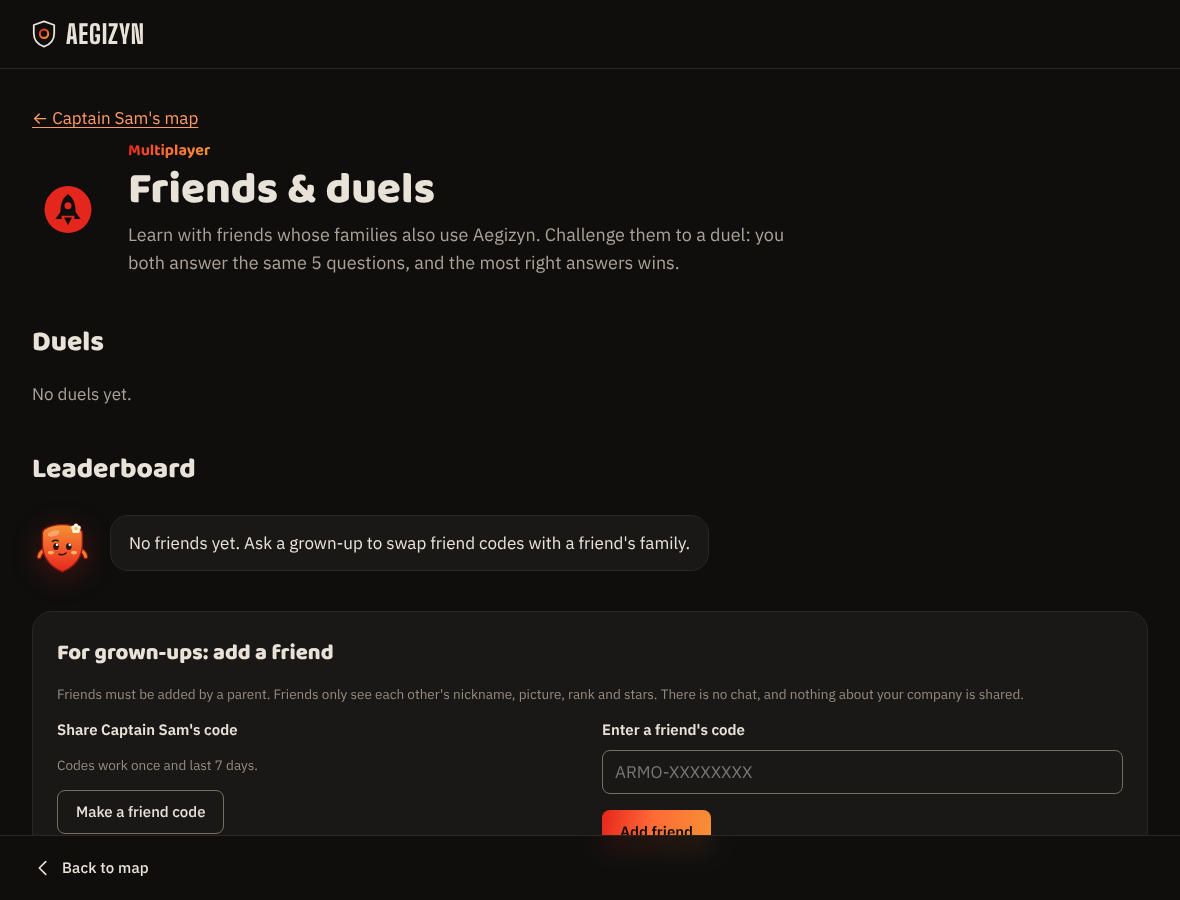 AEGIZYN
← Captain Sam's map
Multiplayer
Friends & duels
Learn with friends whose families also use Aegizyn. Challenge them to a duel: you
both answer the same 5 questions, and the most right answers wins.
Duels
No duels yet.
Leaderboard
No friends yet. Ask a grown-up to swap friend codes with a friend's family.
For grown-ups: add a friend
Friends must be added by a parent. Friends only see each other's nickname, picture, rank and stars. There is no chat, and nothing about your company is shared.
Share Captain Sam's code
Codes work once and last 7 days.
Make a friend code
Enter a friend's code
ARMO-XXXXXXXX
Add friend
Back to map